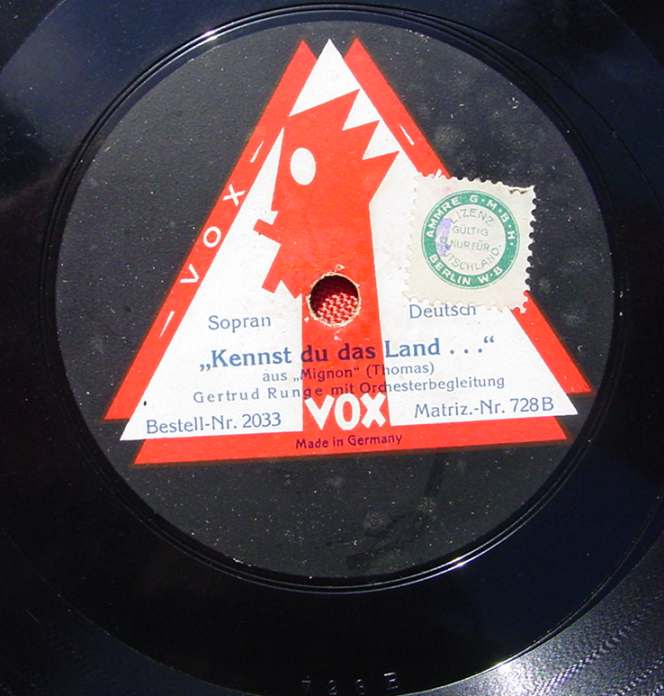 — VOX —
AMMRE G·M·B·H·
LIZENZ
GÜLTIG
NUR FÜR
DEUTSCHLAND.
BERLIN W·8
Sopran
Deutsch
„Kennst du das Land . . .“
aus „Mignon“ (Thomas)
Gertrud Runge mit Orchesterbegleitung
Bestell-Nr. 2033
VOX
Matriz.-Nr. 728 B
Made in Germany